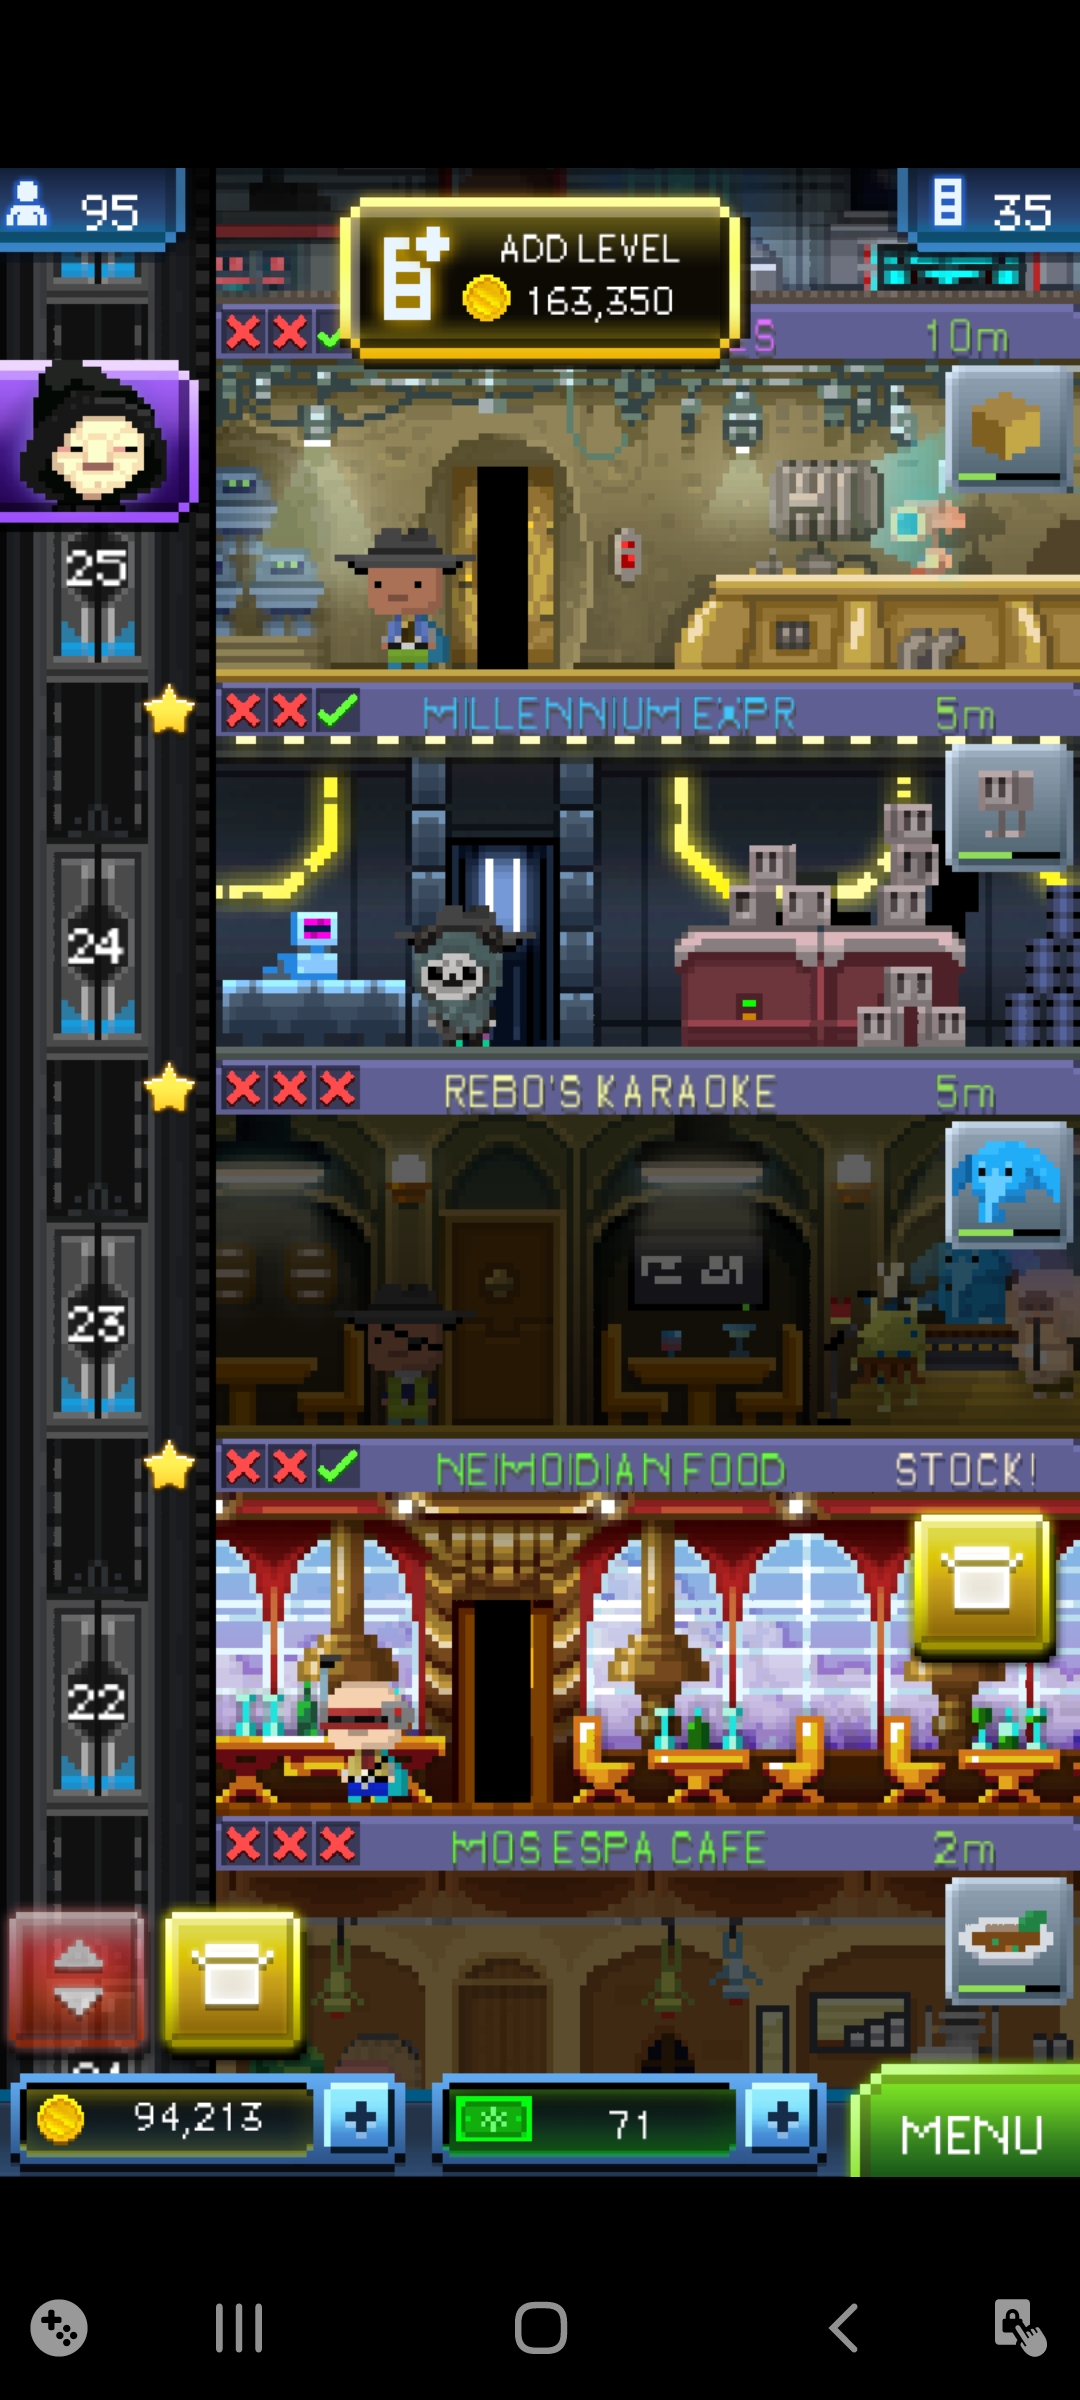 95
35
ADD LEVEL
163,350
S 10m
25
MILLENNIUM EXPR 5m
24
REBO'S KARAOKE 5m
23
NEIMOIDIAN FOOD STOCK!
22
MOS ESPA CAFE 2m
94,213
71
MENU